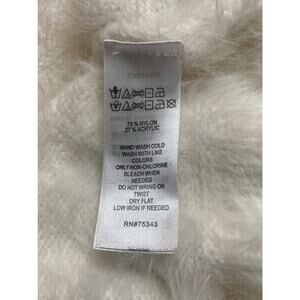 73 % NYLON
27 % ACRYLIC
HAND WASH COLD
WASH WITH LIKE
COLORS
ONLY NON-CHLORINE
BLEACH WHEN
NEEDED
DO NOT WRING OR
TWIST
DRY FLAT
LOW IRON IF NEEDED
RN#75343